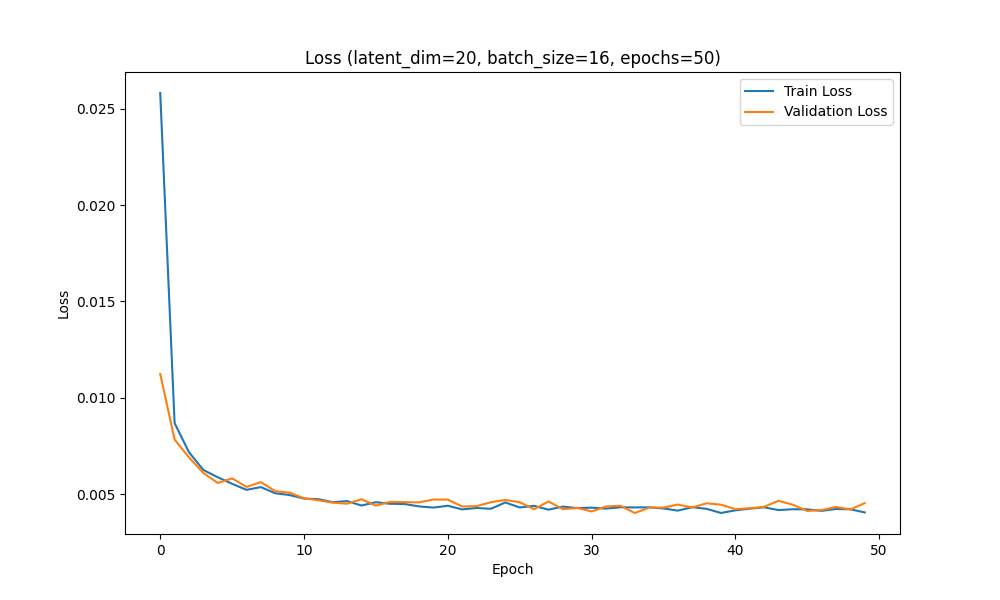 Loss (latent_dim=20, batch_size=16, epochs=50)
Train Loss
Validation Loss
0.025
0.020
0.015
0.010
0.005
Loss
0 10 20 30 40 50
Epoch